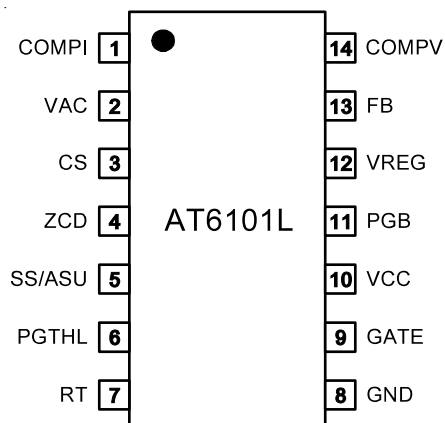 COMPI 1 14 COMPV
VAC 2 13 FB
CS 3 12 VREG
ZCD 4 AT6101L 11 PGB
SS/ASU 5 10 VCC
PGTHL 6 9 GATE
RT 7 8 GND